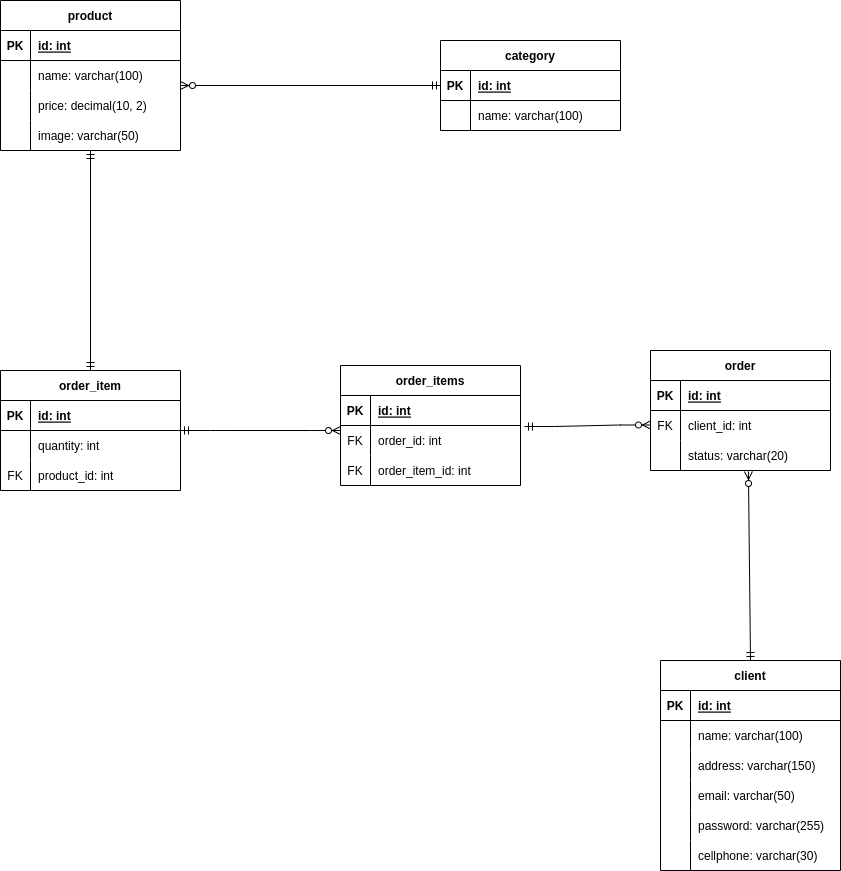 product
PK id: int
name: varchar(100)
price: decimal(10, 2)
image: varchar(50)
category
PK id: int
name: varchar(100)
order_item
PK id: int
quantity: int
FK product_id: int
order_items
PK id: int
FK order_id: int
FK order_item_id: int
order
PK id: int
FK client_id: int
status: varchar(20)
client
PK id: int
name: varchar(100)
address: varchar(150)
email: varchar(50)
password: varchar(255)
cellphone: varchar(30)